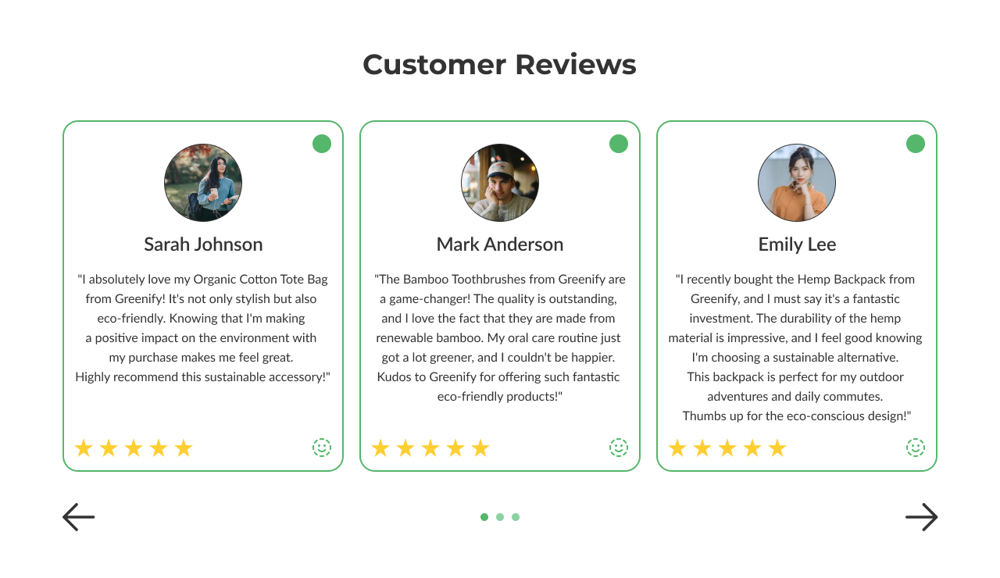 Customer Reviews
Sarah Johnson
"I absolutely love my Organic Cotton Tote Bag
from Greenify! It's not only stylish but also
eco-friendly. Knowing that I'm making
a positive impact on the environment with
my purchase makes me feel great.
Highly recommend this sustainable accessory!"
Mark Anderson
"The Bamboo Toothbrushes from Greenify are
a game-changer! The quality is outstanding,
and I love the fact that they are made from
renewable bamboo. My oral care routine just
got a lot greener, and I couldn't be happier.
Kudos to Greenify for offering such fantastic
eco-friendly products!"
Emily Lee
"I recently bought the Hemp Backpack from
Greenify, and I must say it's a fantastic
investment. The durability of the hemp
material is impressive, and I feel good knowing
I'm choosing a sustainable alternative.
This backpack is perfect for my outdoor
adventures and daily commutes.
Thumbs up for the eco-conscious design!"